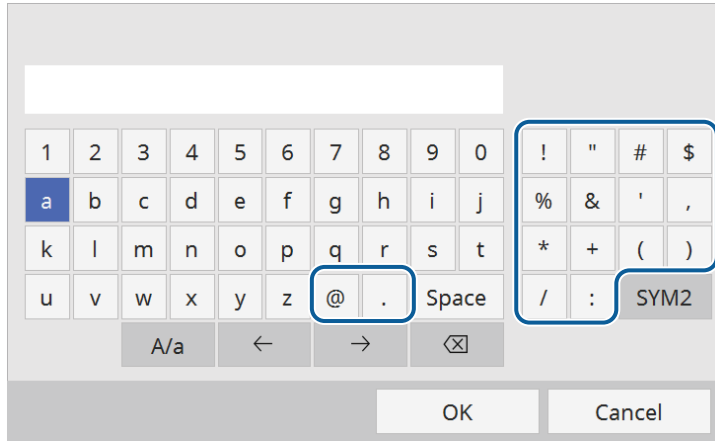 1 2 3 4 5 6 7 8 9 0 ! " # $
a b c d e f g h i j % & ' ,
k l m n o p q r s t * + ( )
u v w x y z @ . Space / : SYM2
A/a ← → ⌫
OK Cancel